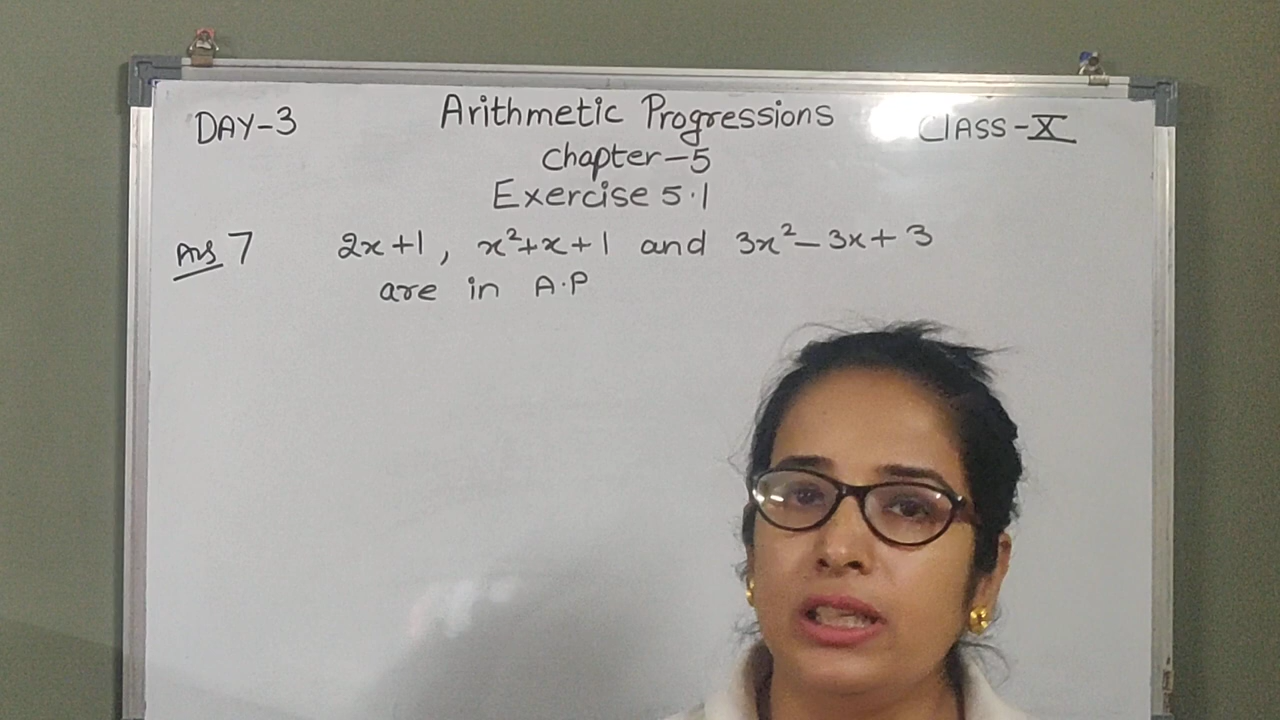 DAY-3 Arithmetic Progressions ClASS-X
Chapter-5
Exercise 5.1
Ans 7 2x+1, x²+x+1 and 3x²-3x+3
are in A.P